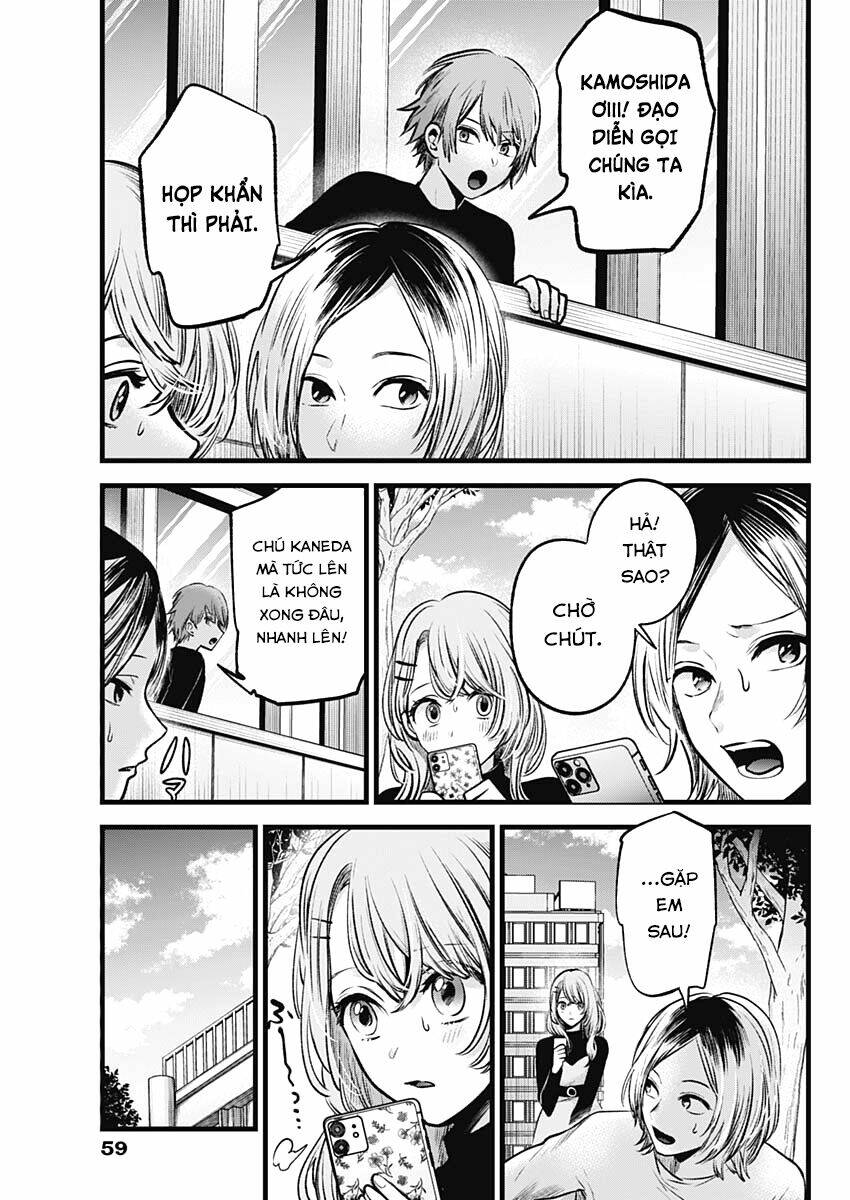 KAMOSHIDA
ƠIII! ĐẠO
DIỄN GỌI
CHÚNG TA
KÌA.
HỌP KHẨN
THÌ PHẢI.
HẢ!
THẬT
SAO?
CHỜ
CHÚT.
CHÚ KANEDA
MÀ TỨC LÊN
LÀ KHÔNG
XONG ĐÂU,
NHANH LÊN!
...GẶP
EM
SAU!
59